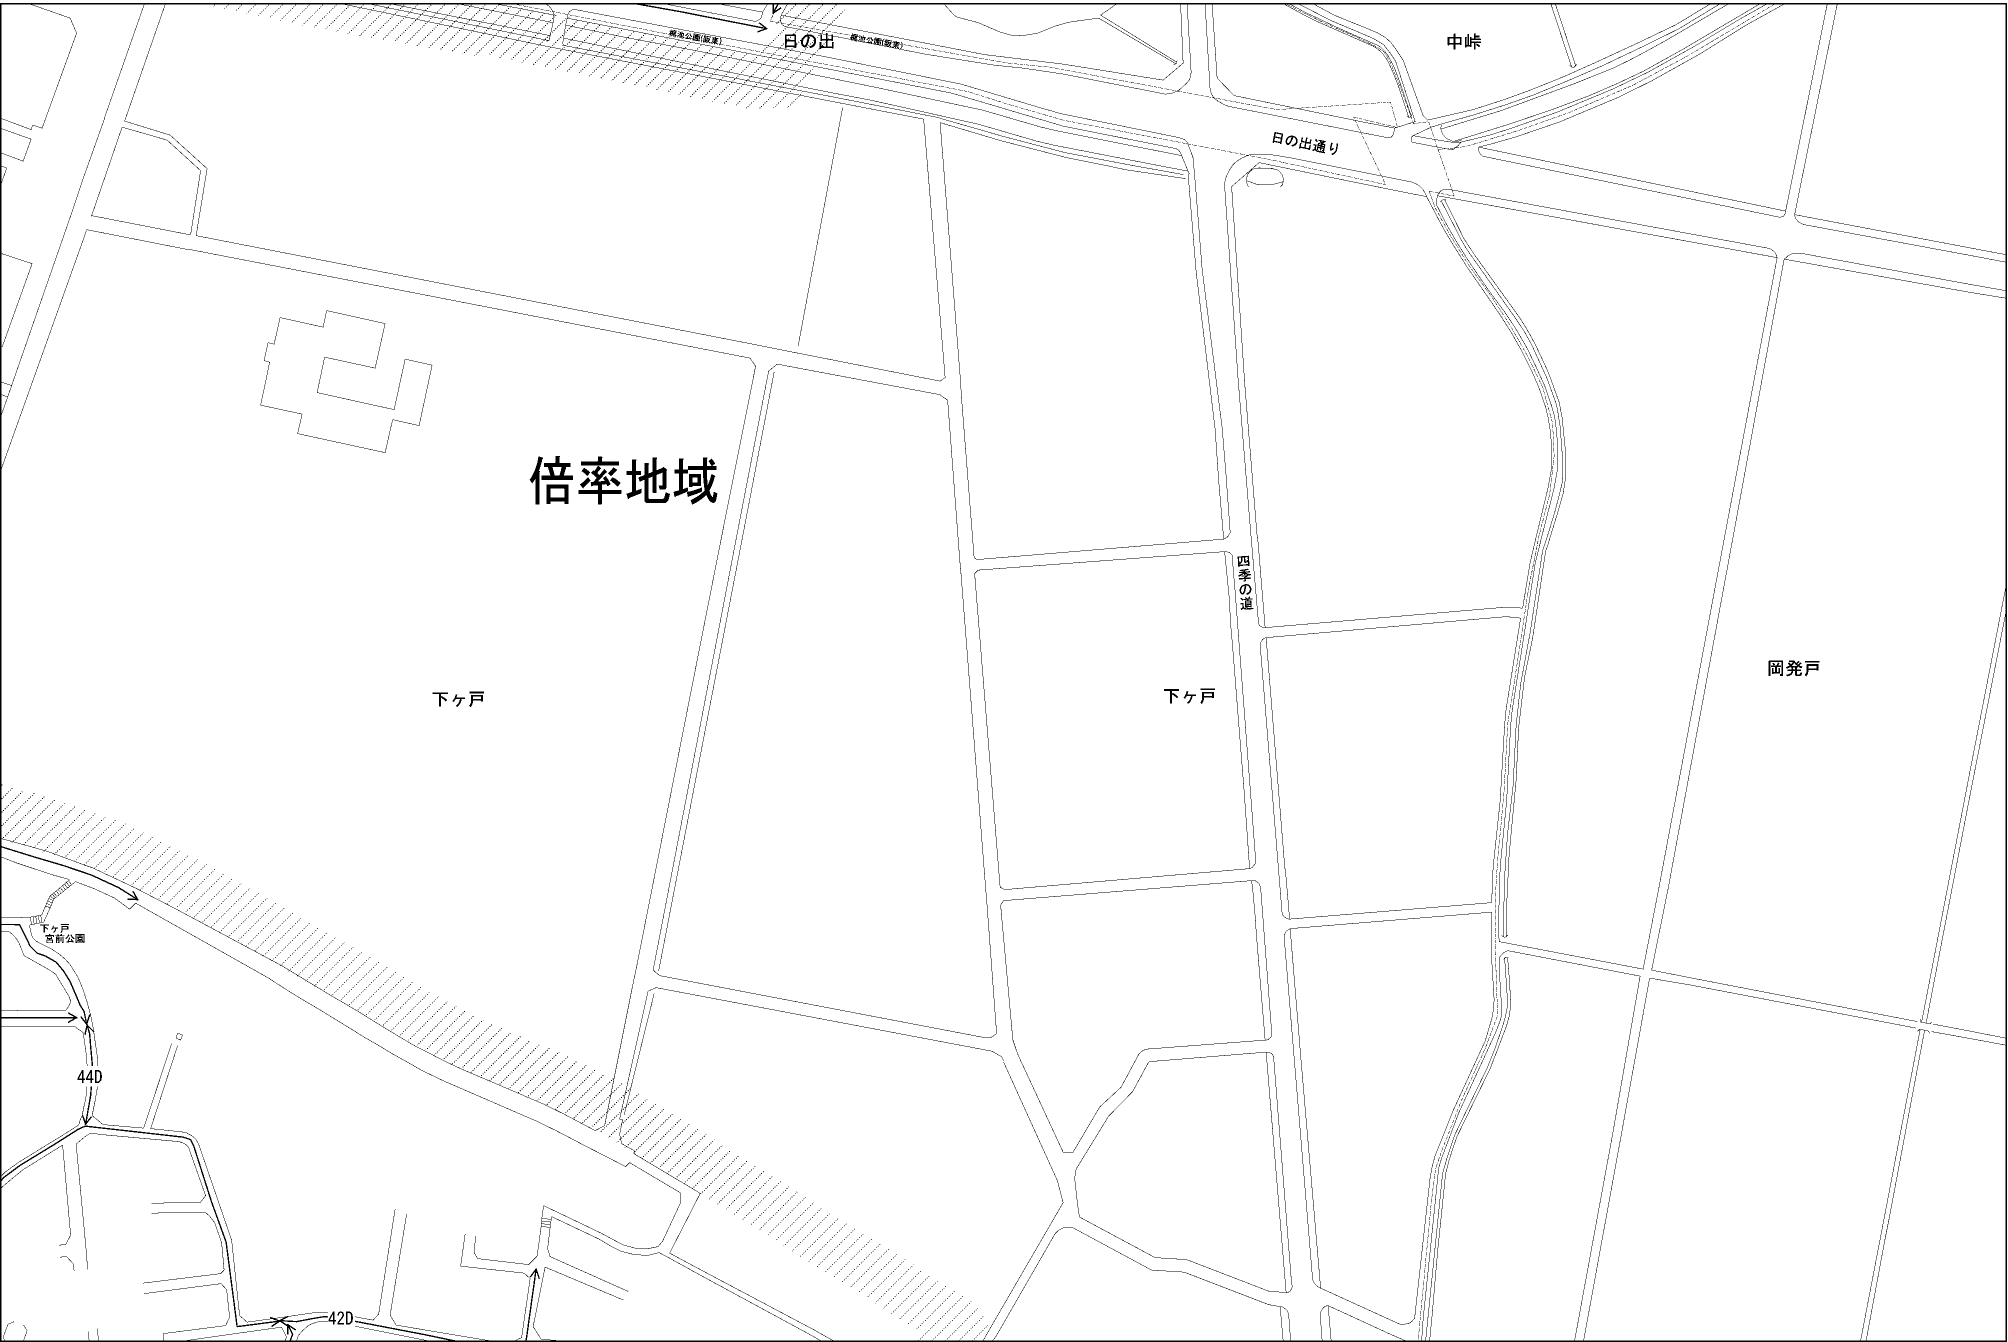 日の出
中峠
日の出通り
倍率地域
四季の道
下ヶ戸
下ヶ戸
岡発戸
下ヶ戸
宮前公園
44D
42D